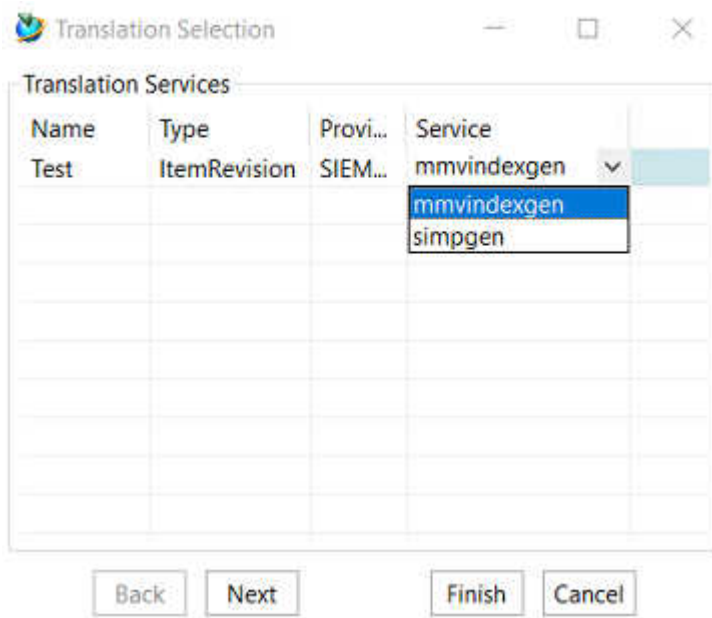 Translation Selection
Translation Services
Name Type Provi... Service
Test ItemRevision SIEM... mmvindexgen
mmvindexgen
simpgen
Back Next Finish Cancel